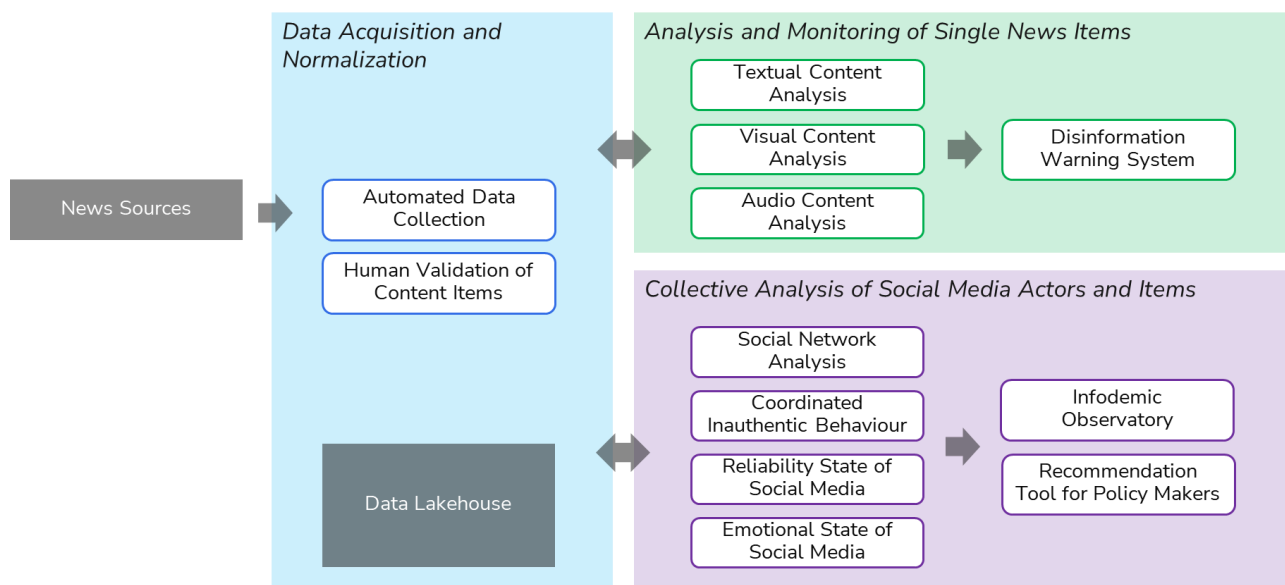 News Sources
Data Acquisition and
Normalization
Automated Data
Collection
Human Validation of
Content Items
Data Lakehouse
Analysis and Monitoring of Single News Items
Textual Content
Analysis
Visual Content
Analysis
Audio Content
Analysis
Disinformation
Warning System
Collective Analysis of Social Media Actors and Items
Social Network
Analysis
Coordinated
Inauthentic Behaviour
Reliability State of
Social Media
Emotional State of
Social Media
Infodemic
Observatory
Recommendation
Tool for Policy Makers